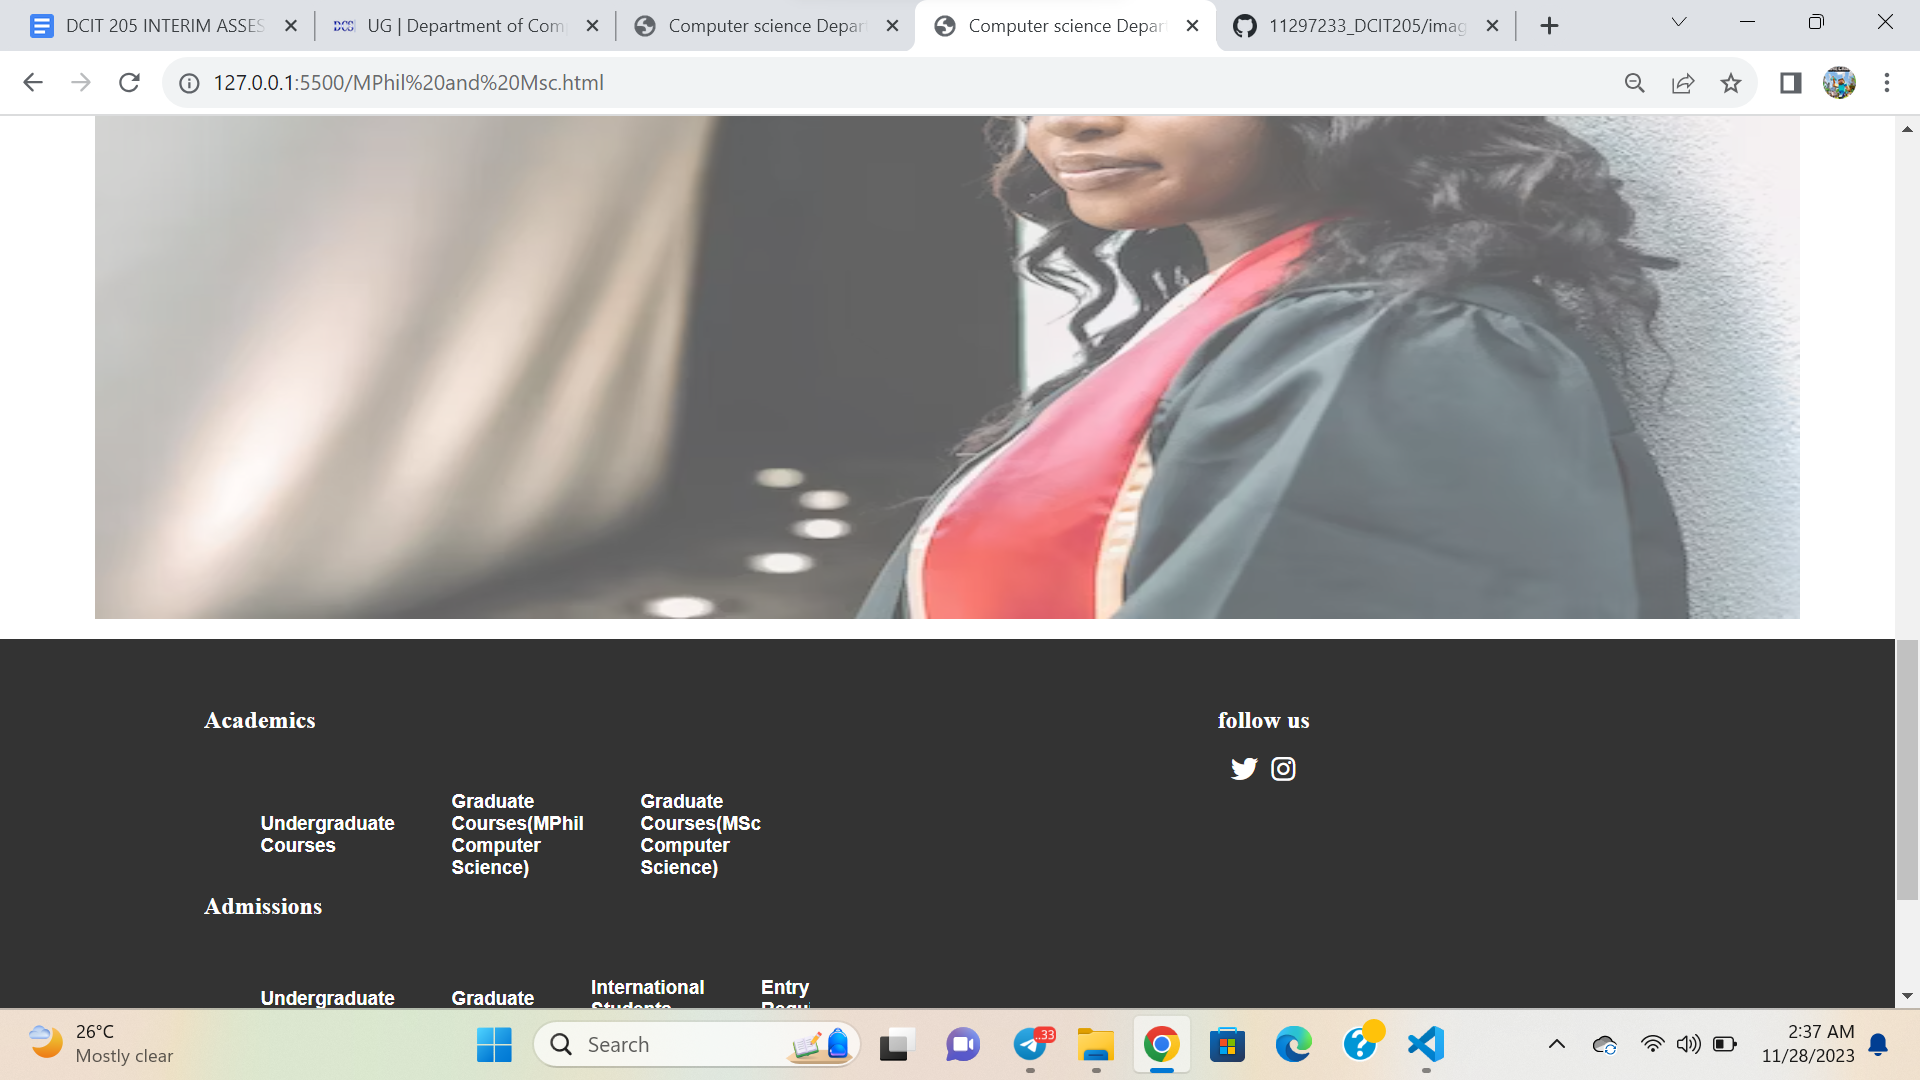 DCIT 205 INTERIM ASSES
UG | Department of Com
Computer science Depar
Computer science Depar
11297233_DCIT205/imag
127.0.0.1:5500/MPhil%20and%20Msc.html
Academics
follow us
Undergraduate
Courses
Graduate
Courses(MPhil
Computer
Science)
Graduate
Courses(MSc
Computer
Science)
Admissions
Undergraduate
Graduate
International
Students
Entry
26°C
Mostly clear
Search
33
2:37 AM
11/28/2023